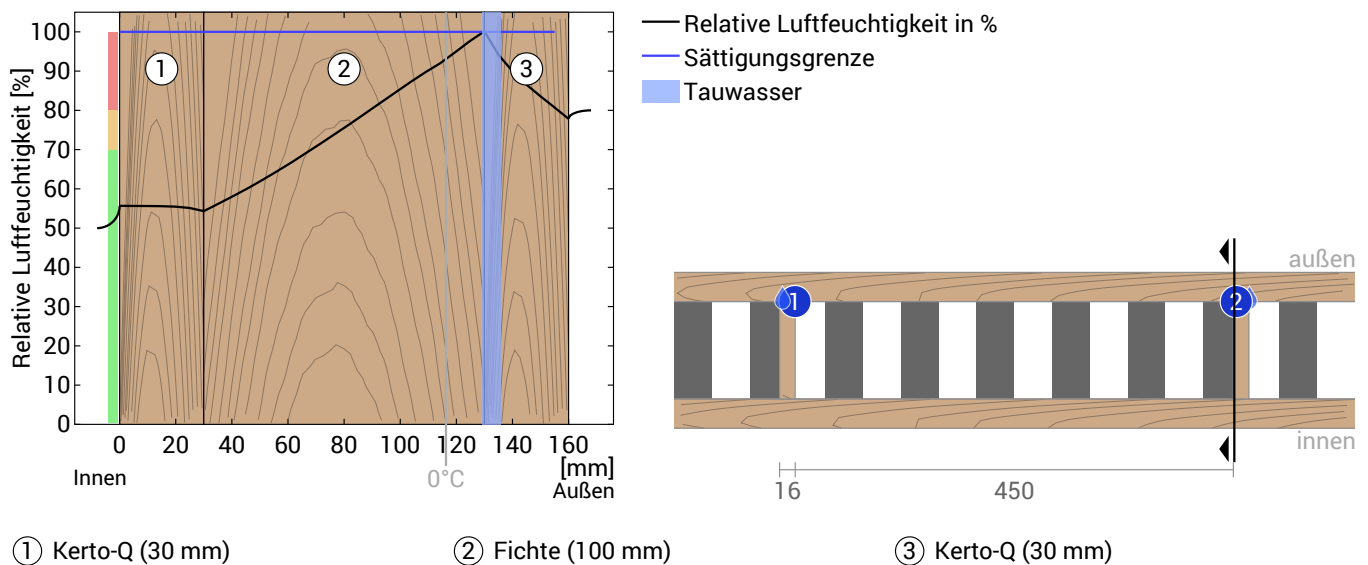 Relative Luftfeuchtigkeit [%]
100
90
80
70
60
50
40
30
20
10
0
1
2
3
0 20 40 60 80 100 120 140 160
[mm]
Innen
0°C
Außen
Relative Luftfeuchtigkeit in %
Sättigungsgrenze
Tauwasser
außen
1
2
innen
16
450
1 Kerto-Q (30 mm)
2 Fichte (100 mm)
3 Kerto-Q (30 mm)